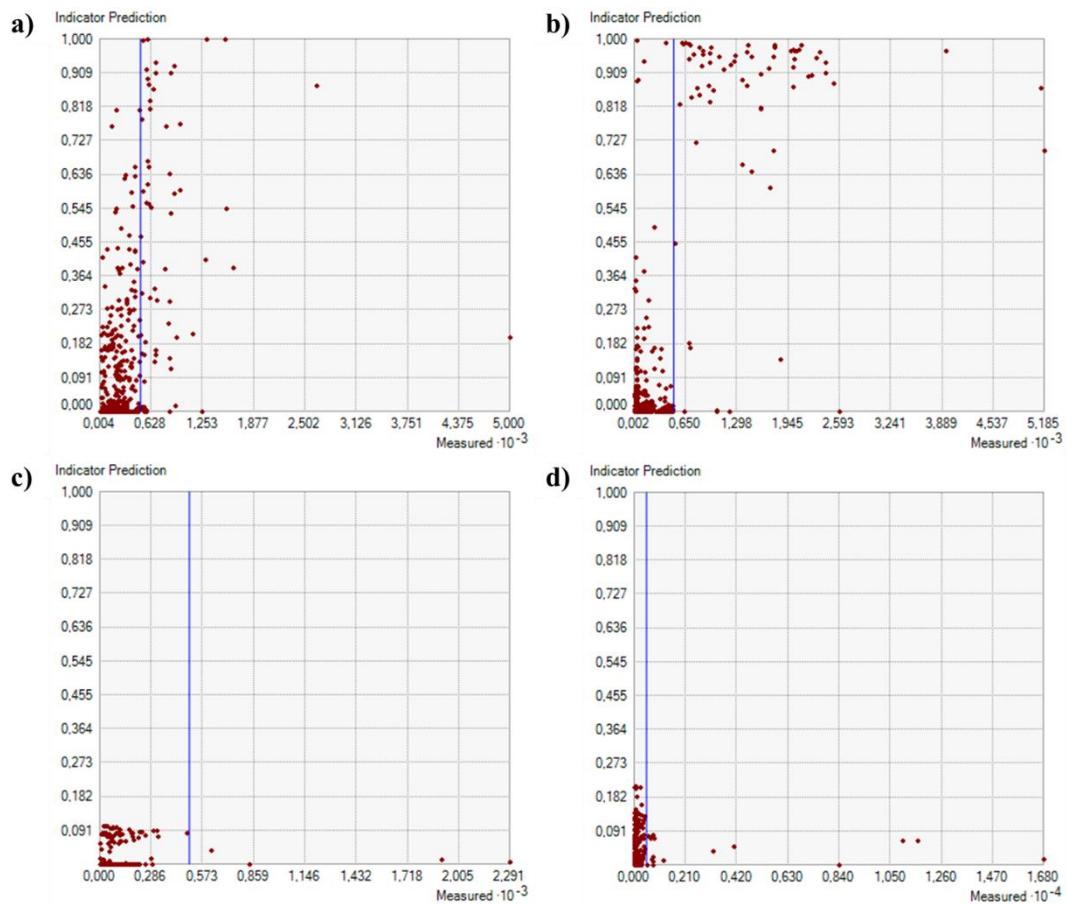 a)
Indicator Prediction
1,000
0,909
0,818
0,727
0,636
0,545
0,455
0,364
0,273
0,182
0,091
0,000
0,004 0,628 1,253 1,877 2,502 3,126 3,751 4,375 5,000
Measured ·10⁻³
b)
Indicator Prediction
1,000
0,909
0,818
0,727
0,636
0,545
0,455
0,364
0,273
0,182
0,091
0,000
0,002 0,650 1,298 1,945 2,593 3,241 3,889 4,537 5,185
Measured ·10⁻³
c)
Indicator Prediction
1,000
0,909
0,818
0,727
0,636
0,545
0,455
0,364
0,273
0,182
0,091
0,000 0,286 0,573 0,859 1,146 1,432 1,718 2,005 2,291
Measured ·10⁻³
d)
Indicator Prediction
1,000
0,909
0,818
0,727
0,636
0,545
0,455
0,364
0,273
0,182
0,091
0,000 0,210 0,420 0,630 0,840 1,050 1,260 1,470 1,680
Measured ·10⁻⁴